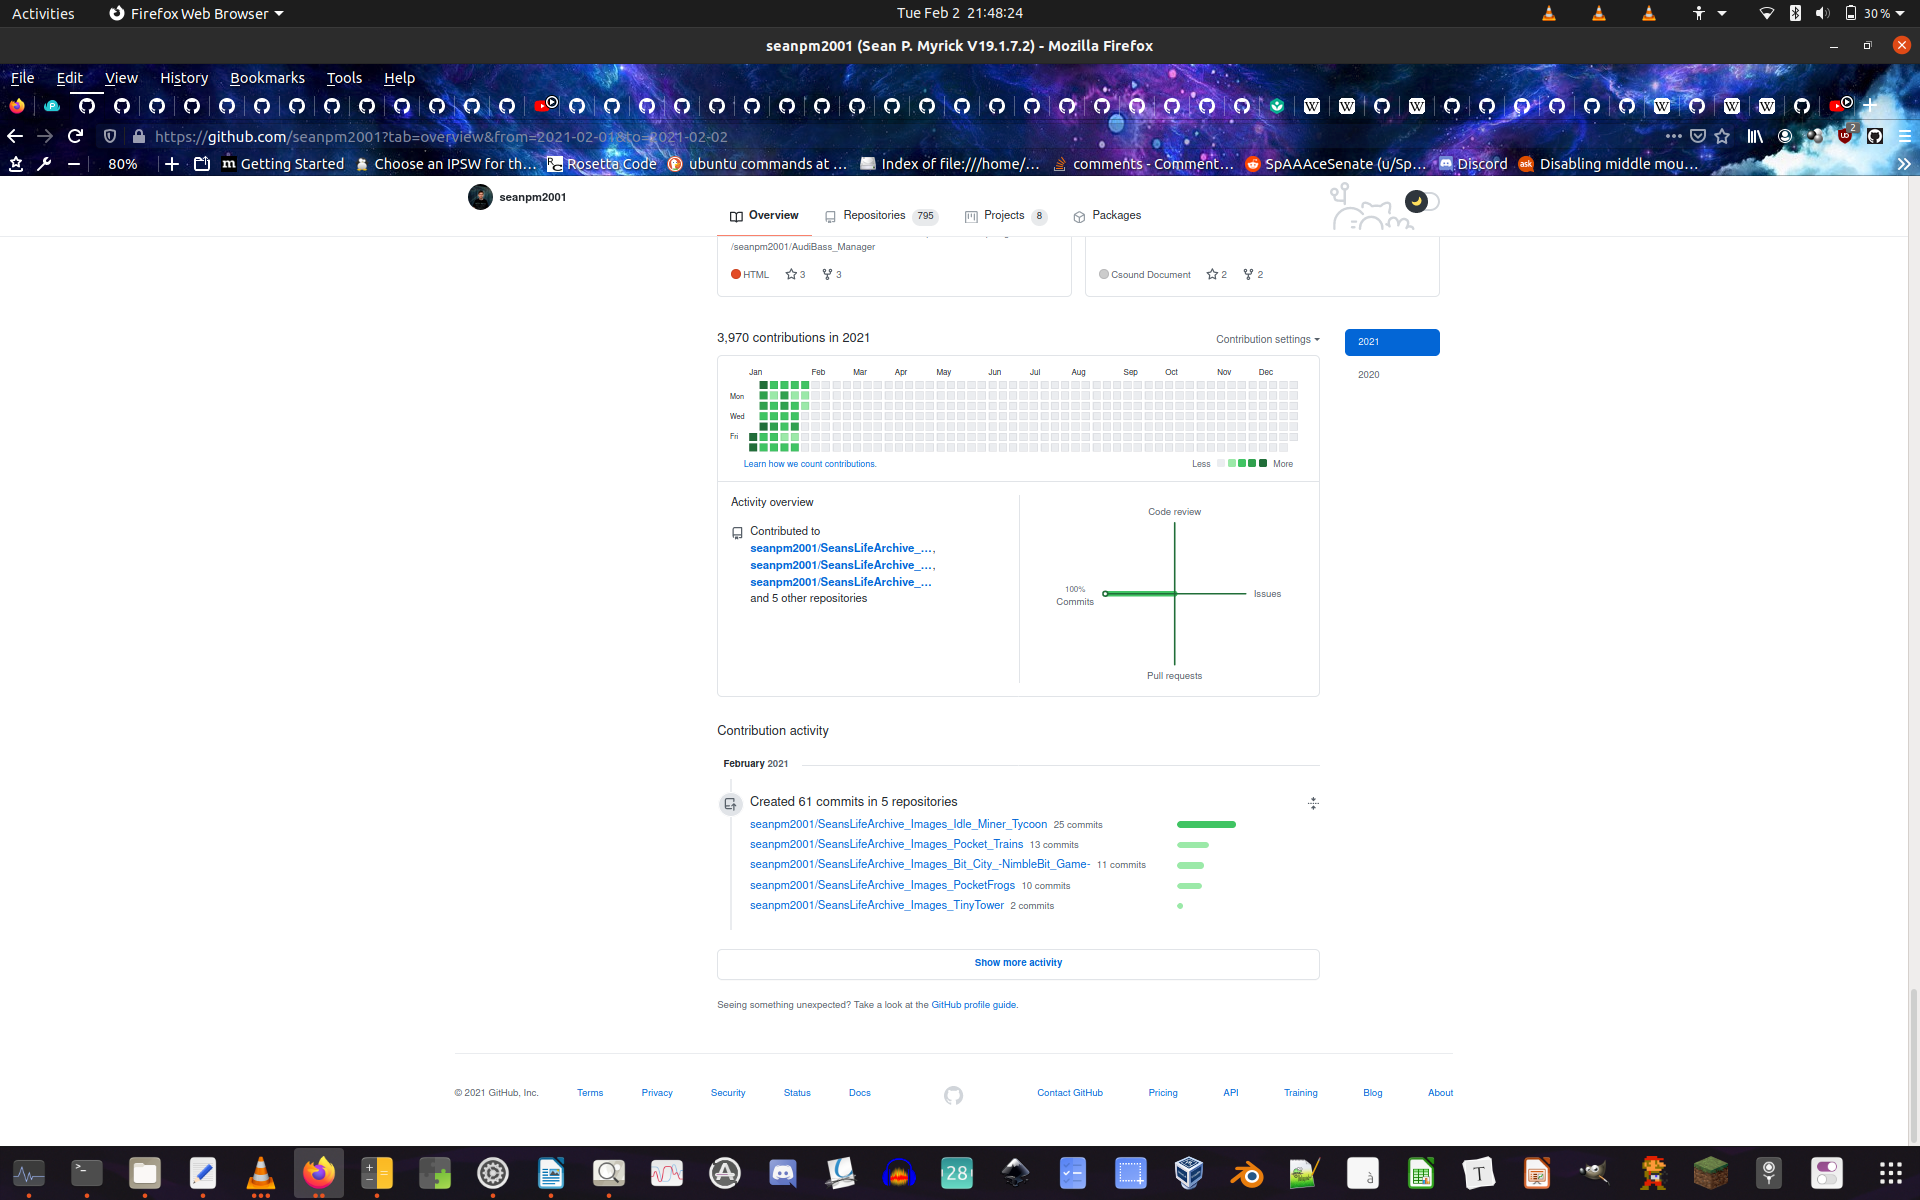 Activities
Firefox Web Browser
Tue Feb 2 21:48:24
30 %
seanpm2001 (Sean P. Myrick V19.1.7.2) - Mozilla Firefox
File Edit View History Bookmarks Tools Help
https://github.com/seanpm2001?tab=overview&from=2021-02-01&to=2021-02-02
2
80%
Getting Started
Choose an IPSW for th…
Rosetta Code
ubuntu commands at …
Index of file:///home/…
comments - Comment…
SpAAAceSenate (u/Sp…
Discord
Disabling middle mou…
seanpm2001
Overview
Repositories 795
Projects 8
Packages
/seanpm2001/AudiBass_Manager
HTML 3 3
Csound Document 2 2
3,970 contributions in 2021
Contribution settings
2021
2020
Jan Feb Mar Apr May Jun Jul Aug Sep Oct Nov Dec
Mon
Wed
Fri
Learn how we count contributions.
Less More
Activity overview
Contributed to
seanpm2001/SeansLifeArchive_…,
seanpm2001/SeansLifeArchive_…,
seanpm2001/SeansLifeArchive_…
and 5 other repositories
Code review
100%
Commits
Issues
Pull requests
Contribution activity
February 2021
Created 61 commits in 5 repositories
seanpm2001/SeansLifeArchive_Images_Idle_Miner_Tycoon 25 commits
seanpm2001/SeansLifeArchive_Images_Pocket_Trains 13 commits
seanpm2001/SeansLifeArchive_Images_Bit_City_-NimbleBit_Game- 11 commits
seanpm2001/SeansLifeArchive_Images_PocketFrogs 10 commits
seanpm2001/SeansLifeArchive_Images_TinyTower 2 commits
Show more activity
Seeing something unexpected? Take a look at the GitHub profile guide.
© 2021 GitHub, Inc. Terms Privacy Security Status Docs Contact GitHub Pricing API Training Blog About
28